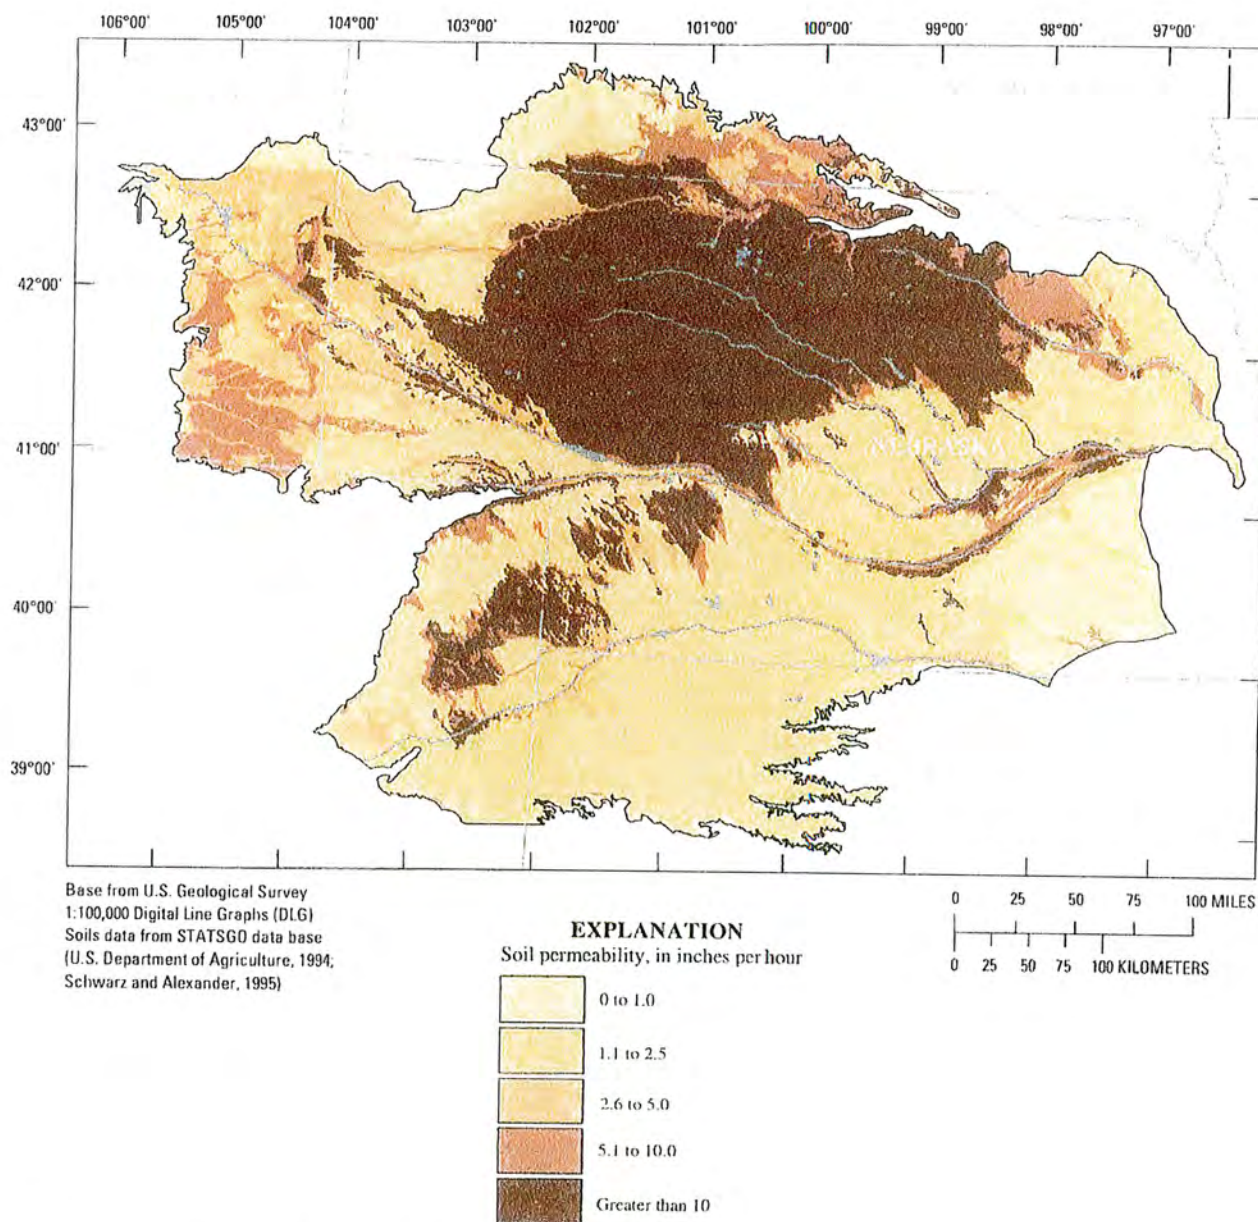 106°00' 105°00' 104°00' 103°00' 102°00' 101°00' 100°00' 99°00' 98°00' 97°00'
43°00'
42°00'
41°00'
NEBRASKA
40°00'
39°00'
Base from U.S. Geological Survey
1:100,000 Digital Line Graphs (DLG)
Soils data from STATSGO data base
(U.S. Department of Agriculture, 1994;
Schwarz and Alexander, 1995)
0 25 50 75 100 MILES
0 25 50 75 100 KILOMETERS
EXPLANATION
Soil permeability, in inches per hour
0 to 1.0
1.1 to 2.5
2.6 to 5.0
5.1 to 10.0
Greater than 10